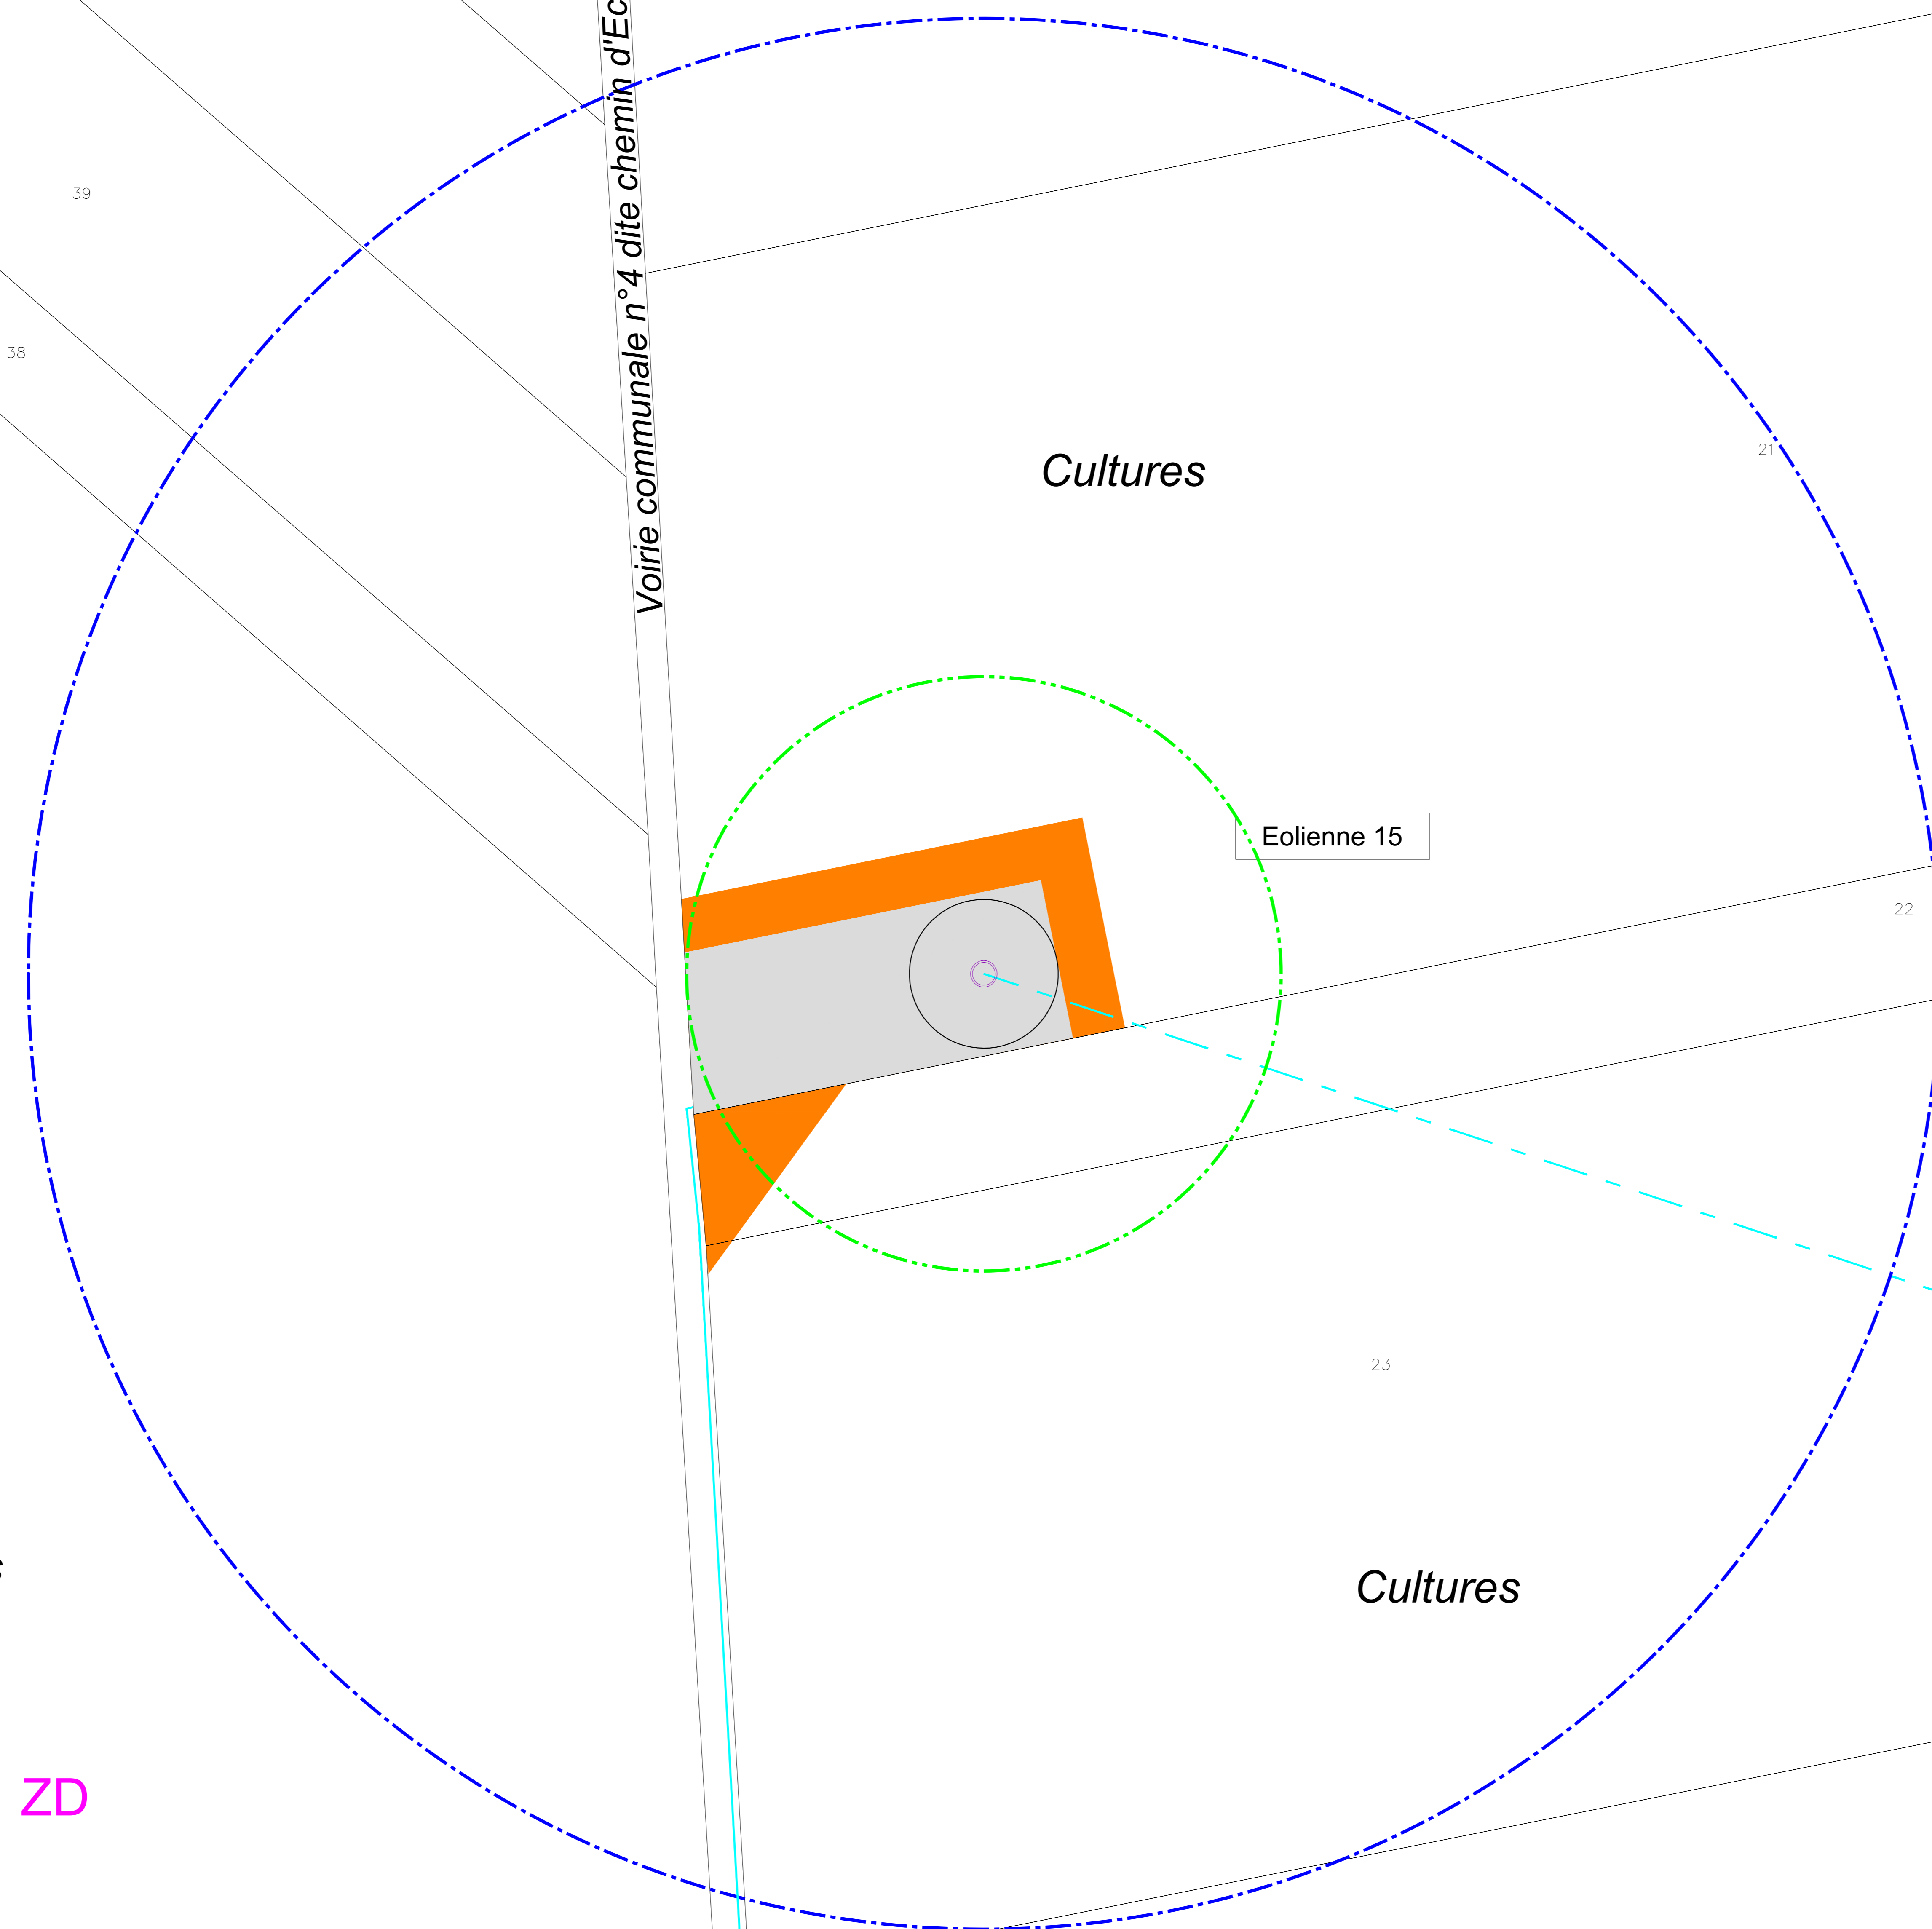 Voirie communale n°4 dite chemin d'Ec
39
38
Cultures
21
Eolienne 15
22
23
Cultures
ZD